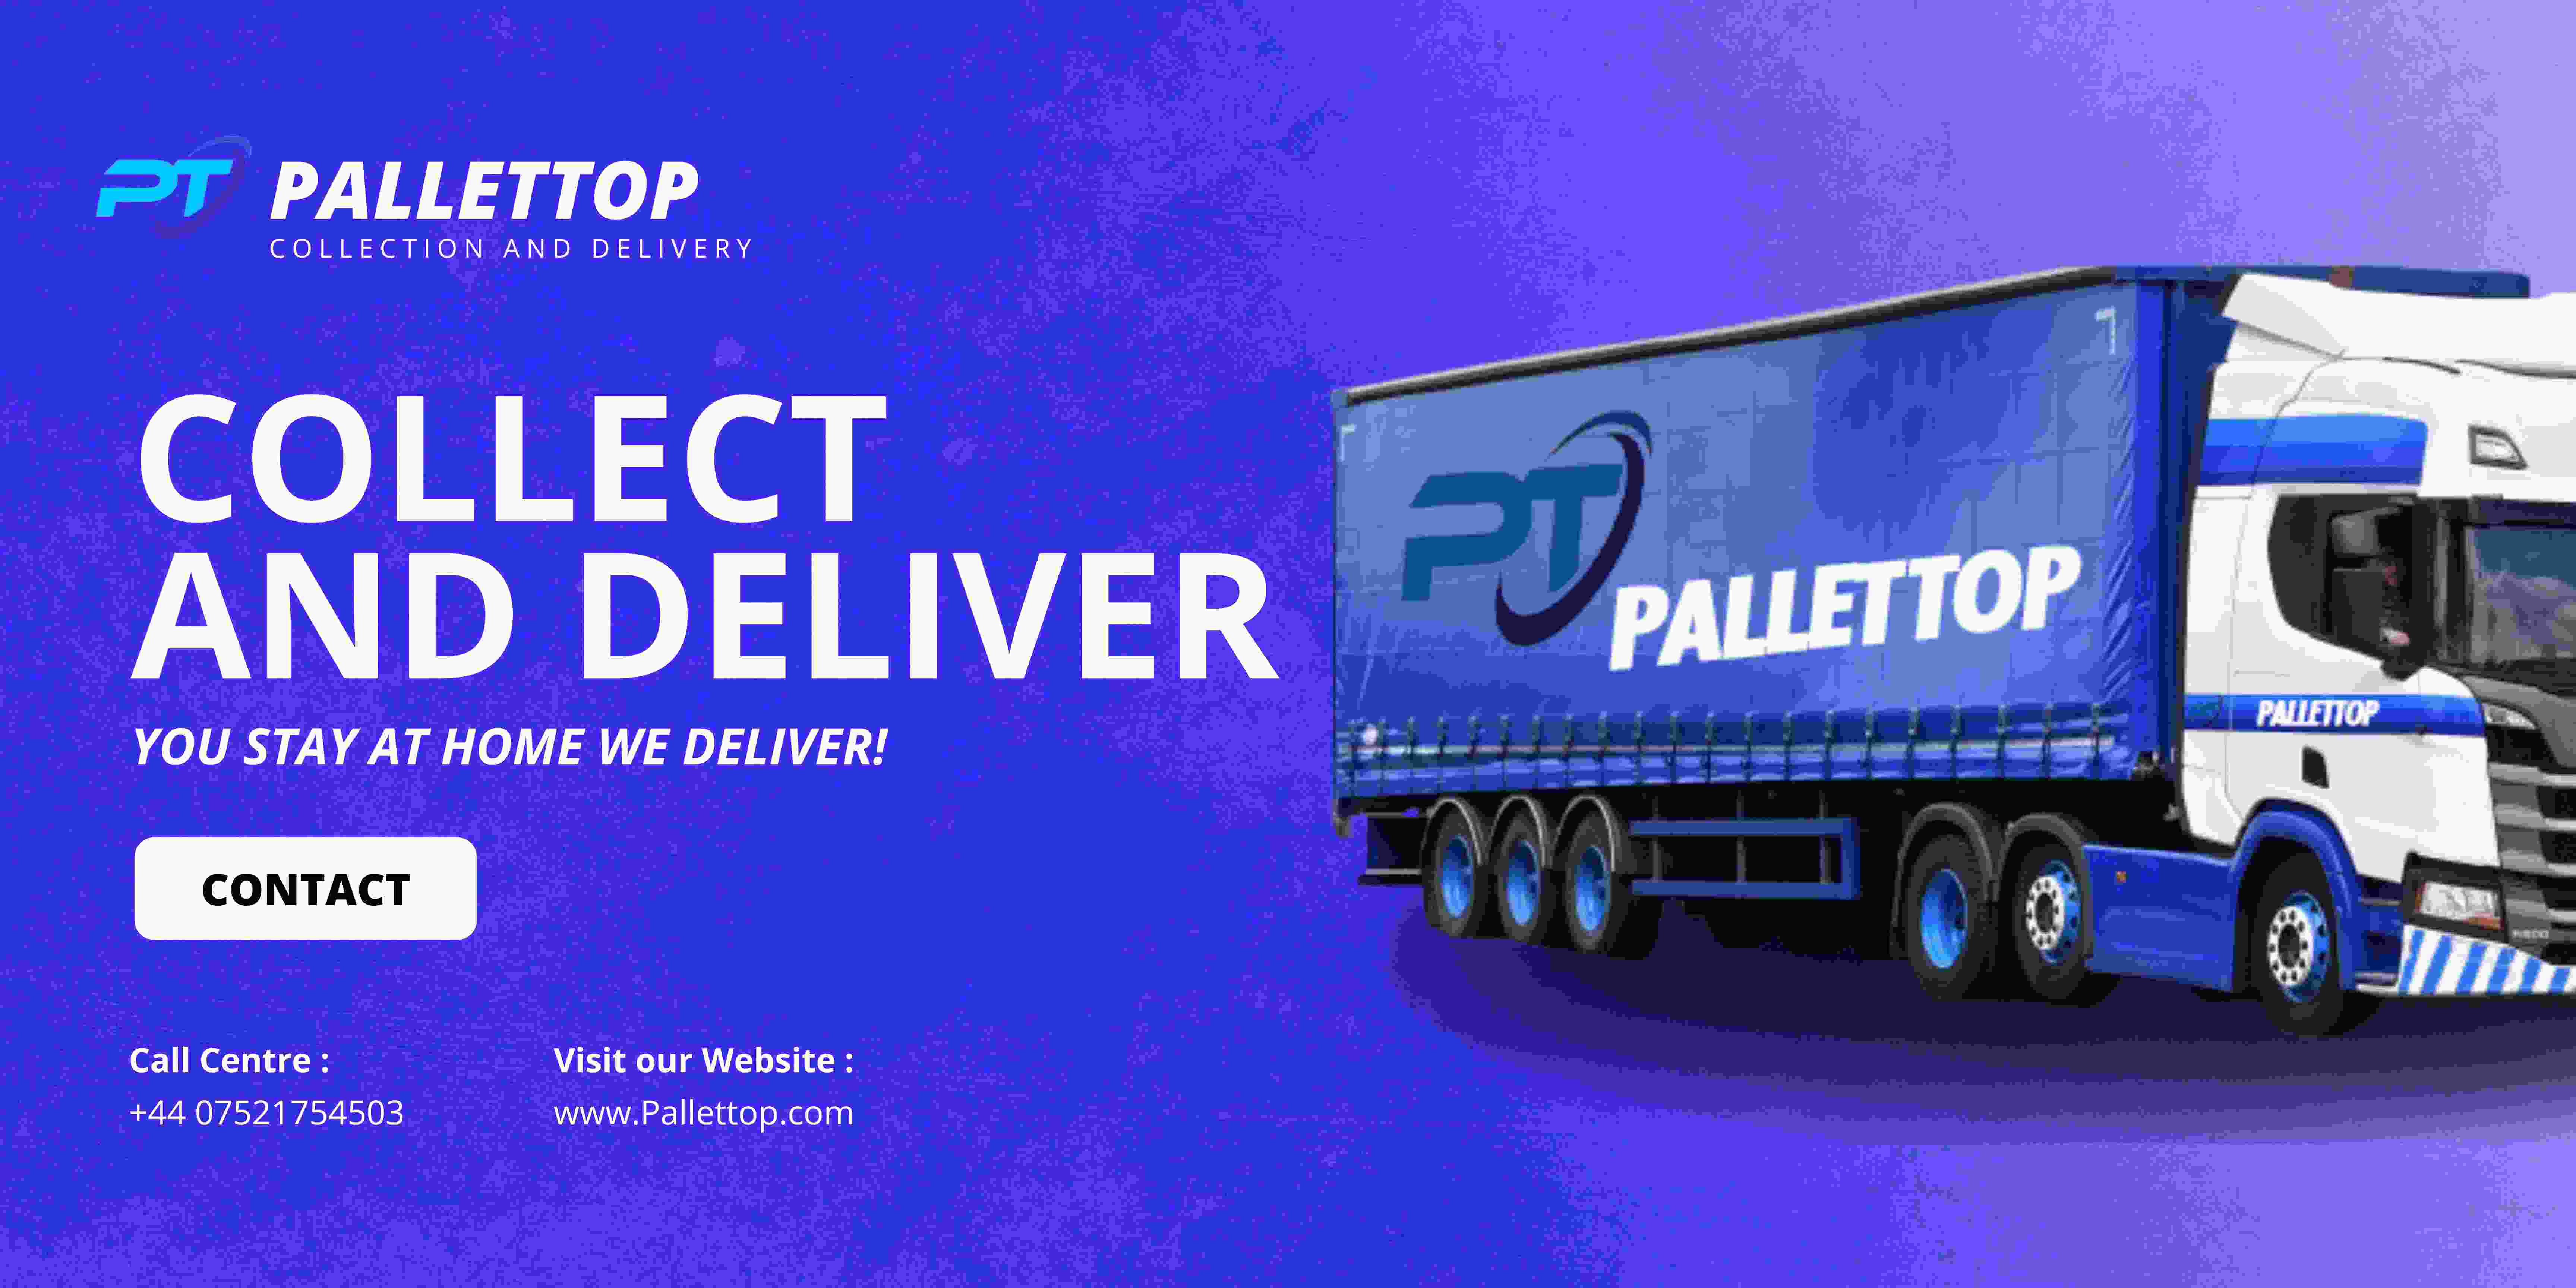 PT PALLETTOP
COLLECTION AND DELIVERY
COLLECT
AND DELIVER
YOU STAY AT HOME WE DELIVER!
CONTACT
Call Centre :
+44 07521754503
Visit our Website :
www.Pallettop.com
PT
PALLETTOP
PALLETTOP